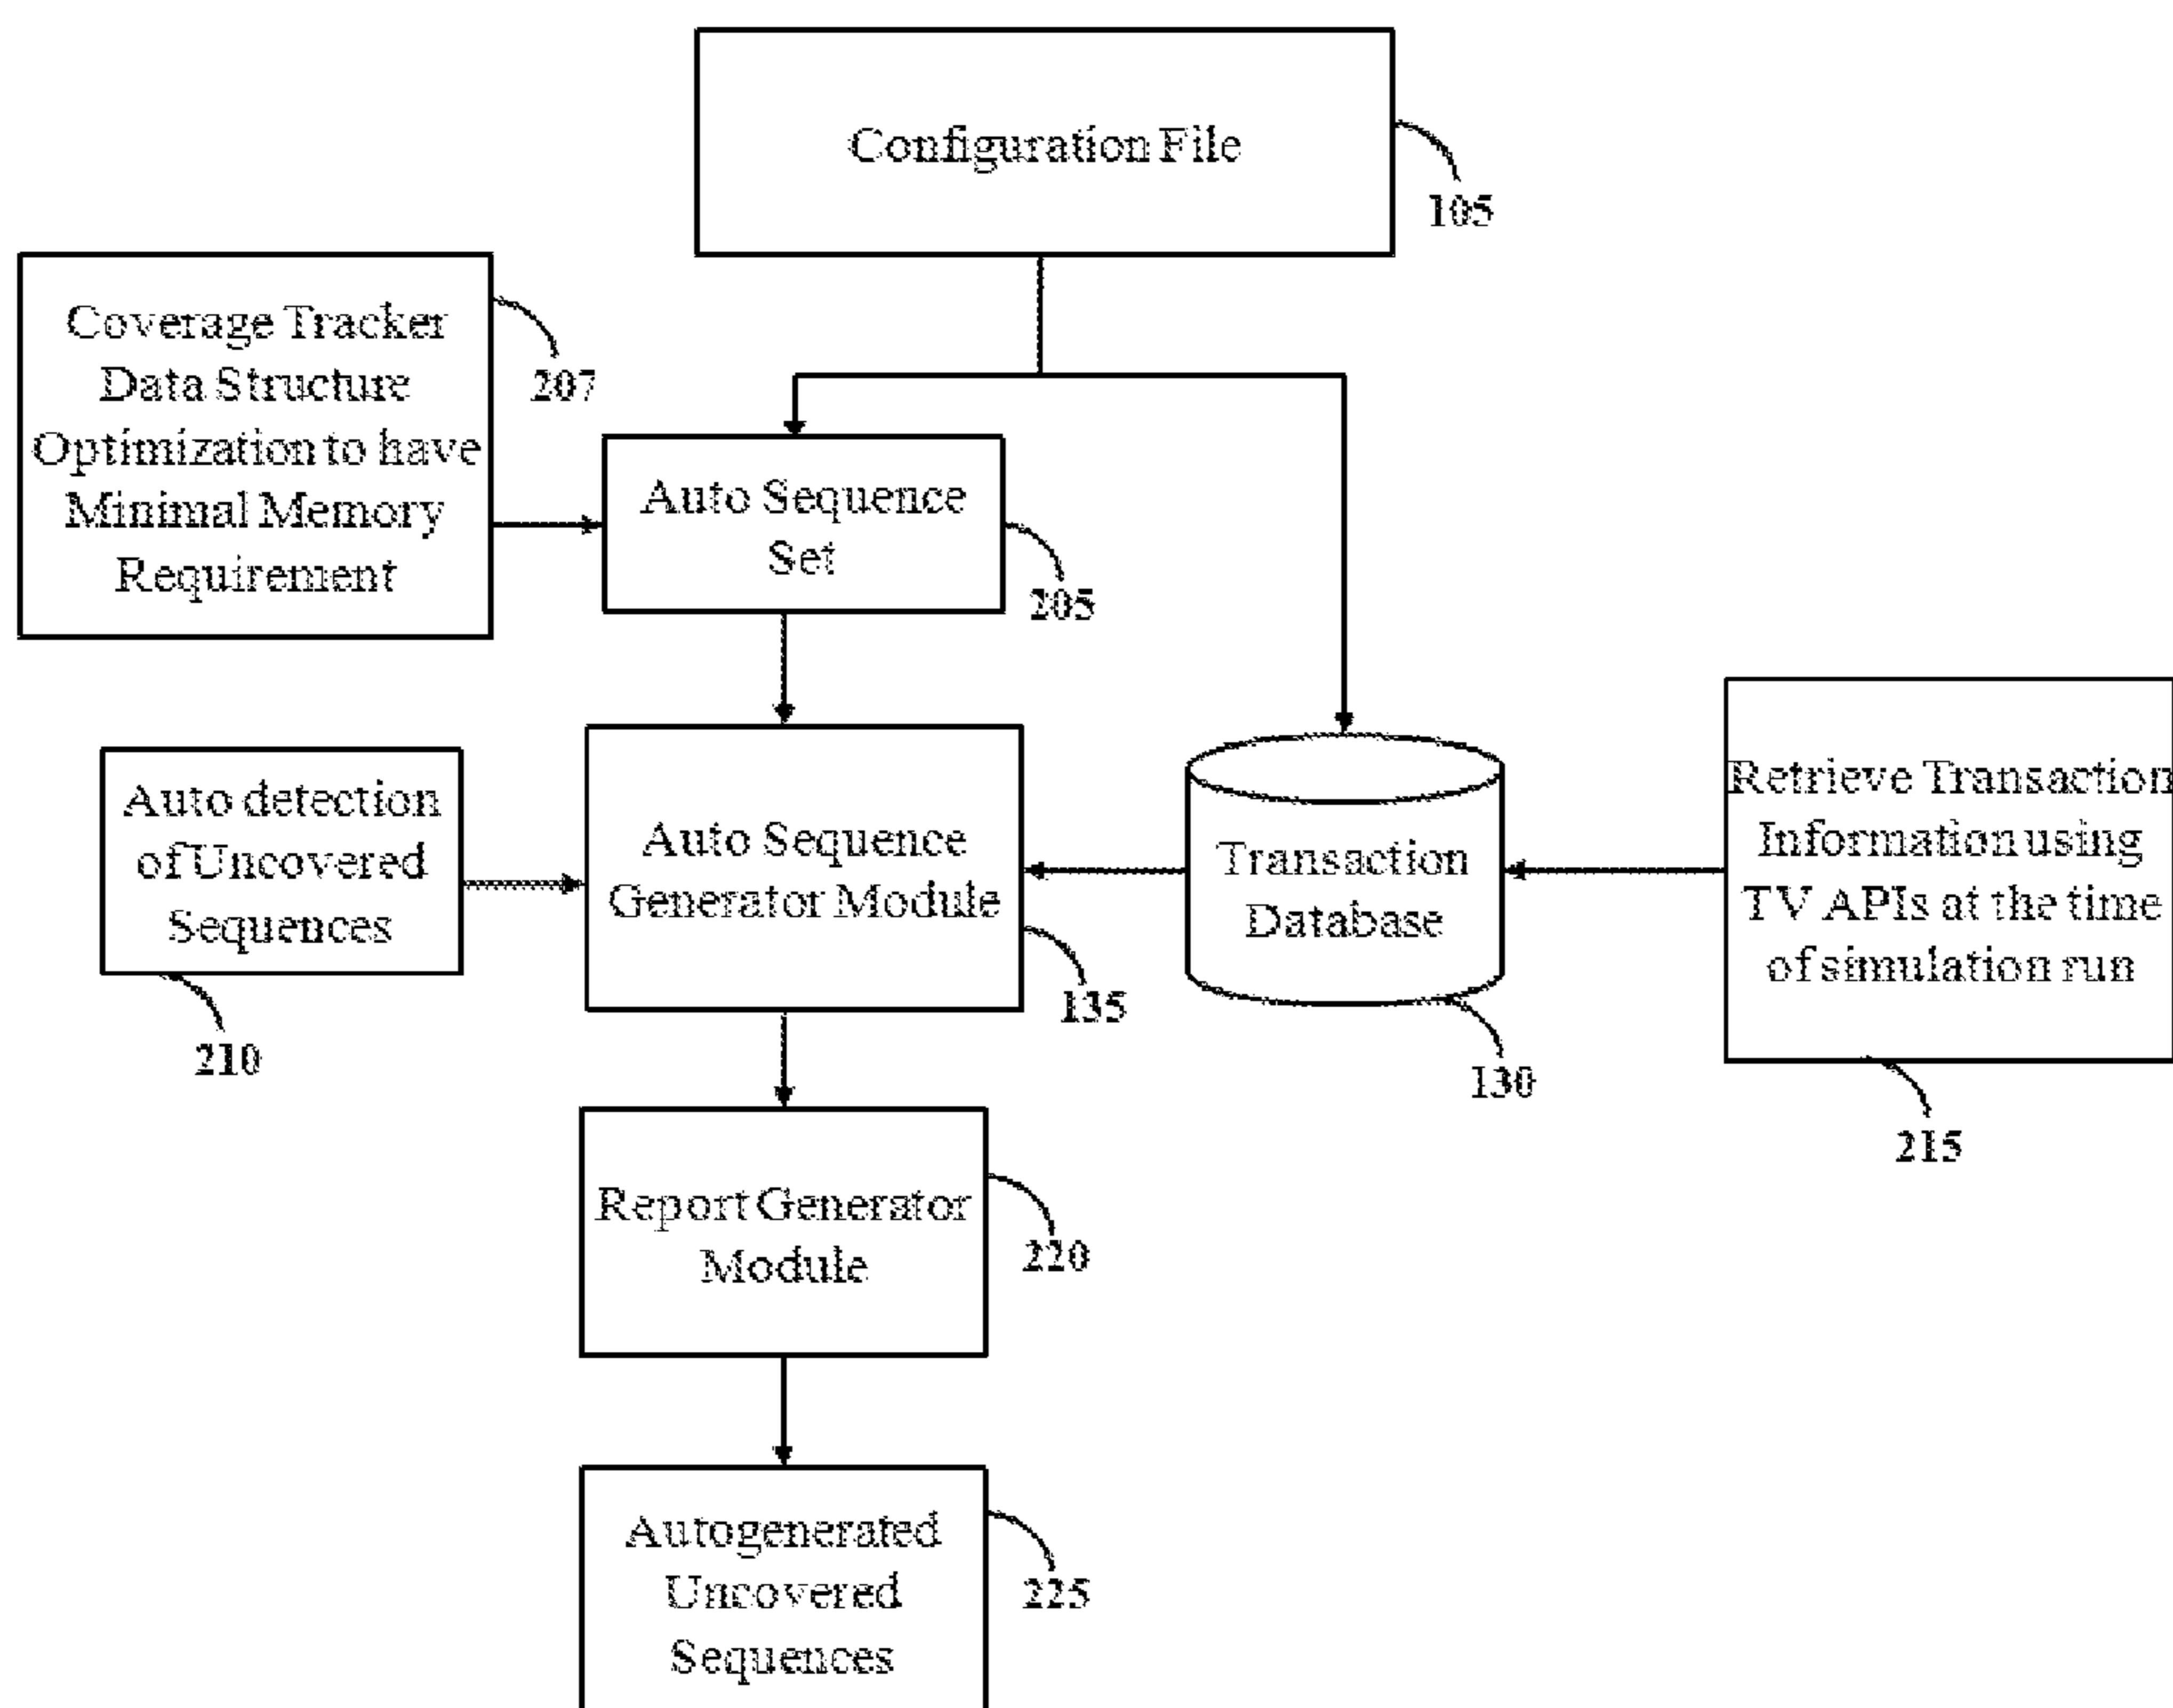 Configuration File
105
Coverage Tracker
Data Structure
Optimization to have
Minimal Memory
Requirement
207
Auto Sequence
Set
205
Auto detection
of Uncovered
Sequences
210
Auto Sequence
Generator Module
135
Transaction
Database
130
Retrieve Transaction
Information using
TV APIs at the time
of simulation run
215
Report Generator
Module
220
Autogenerated
Uncovered
Sequences
225